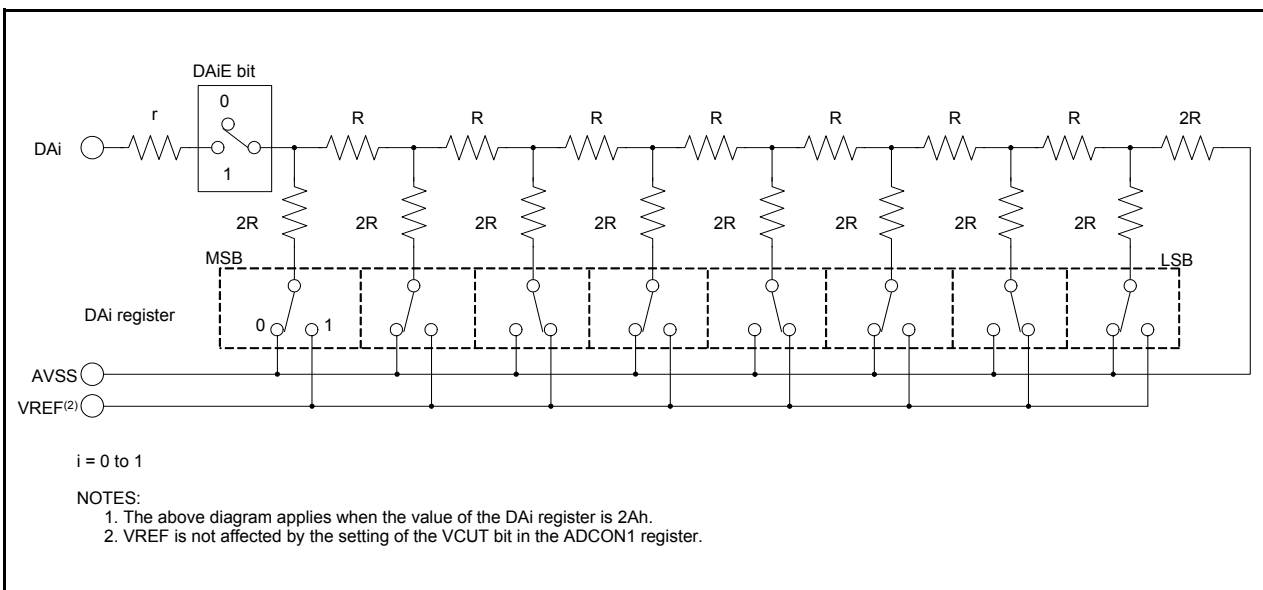 DAiE bit
0
1
r
R R R R R R R 2R
DAi
2R 2R 2R 2R 2R 2R 2R 2R
MSB
LSB
DAi register
0 1
AVSS
VREF(2)
i = 0 to 1
NOTES:
1. The above diagram applies when the value of the DAi register is 2Ah.
2. VREF is not affected by the setting of the VCUT bit in the ADCON1 register.